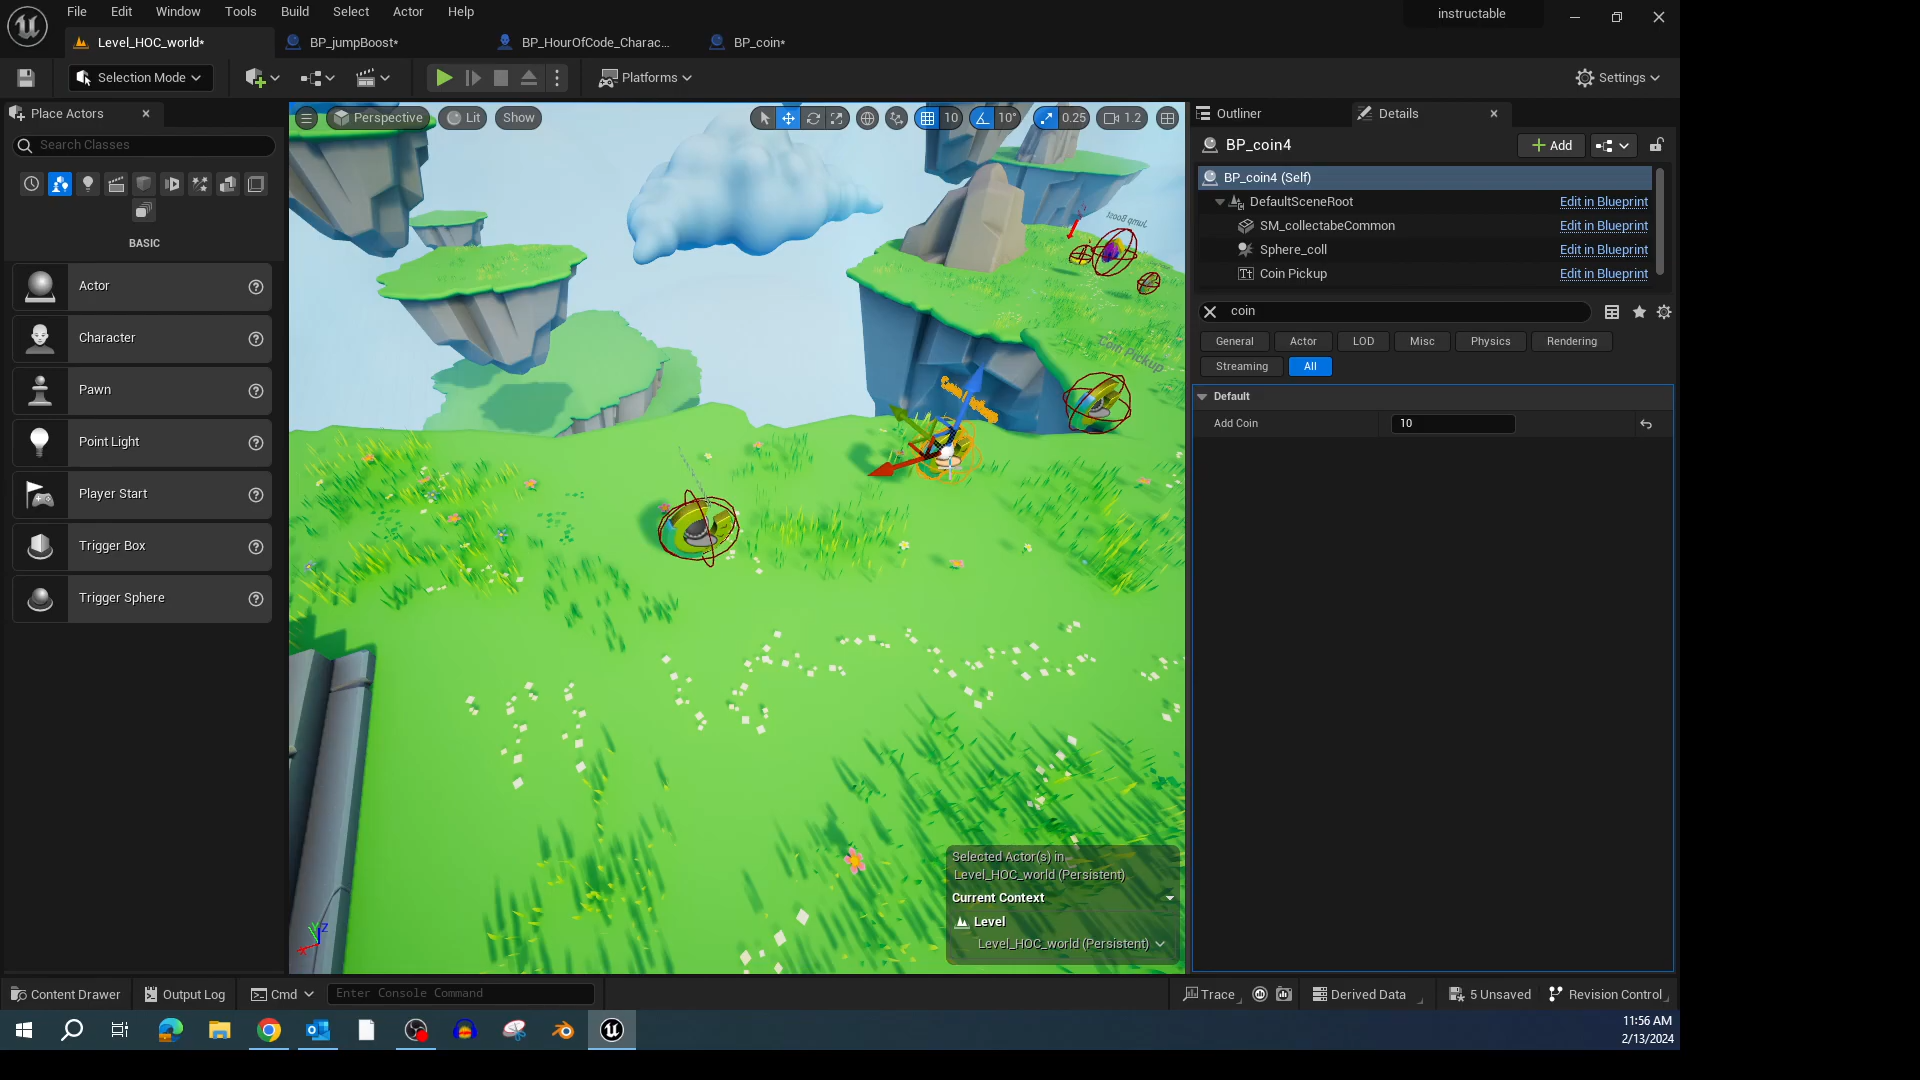 File Edit Window Tools Build Select Actor Help
instructable
Level_HOC_world* BP_jumpBoost* BP_HourOfCode_Charac... BP_coin*
Selection Mode Platforms Settings
Place Actors
Search Classes
BASIC
Actor
Character
Pawn
Point Light
Player Start
Trigger Box
Trigger Sphere
Perspective Lit Show 10 10° 0.25 1.2
Jump Boost
Coin Pickup
Selected Actor(s) in
Level_HOC_world (Persistent)
Current Context
Level
Level_HOC_world (Persistent)
Outliner Details
BP_coin4 Add
BP_coin4 (Self)
DefaultSceneRoot Edit in Blueprint
SM_collectabeCommon Edit in Blueprint
Sphere_coll Edit in Blueprint
Tt Coin Pickup Edit in Blueprint
coin
General Actor LOD Misc Physics Rendering
Streaming All
Default
Add Coin 10
Content Drawer Output Log Cmd Enter Console Command Trace Derived Data 5 Unsaved Revision Control
11:56 AM
2/13/2024